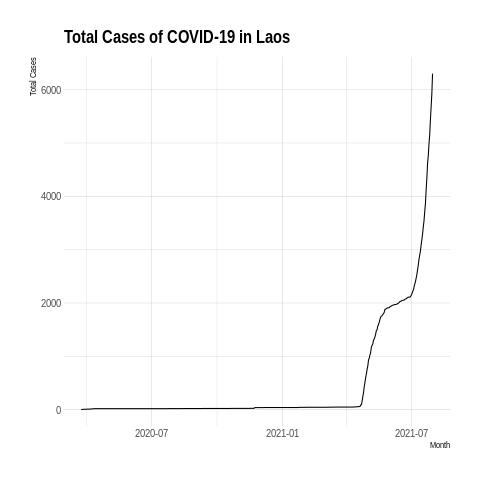 Total Cases of COVID-19 in Laos
Total Cases
6000
4000
2000
0
2020-07
2021-01
2021-07
Month